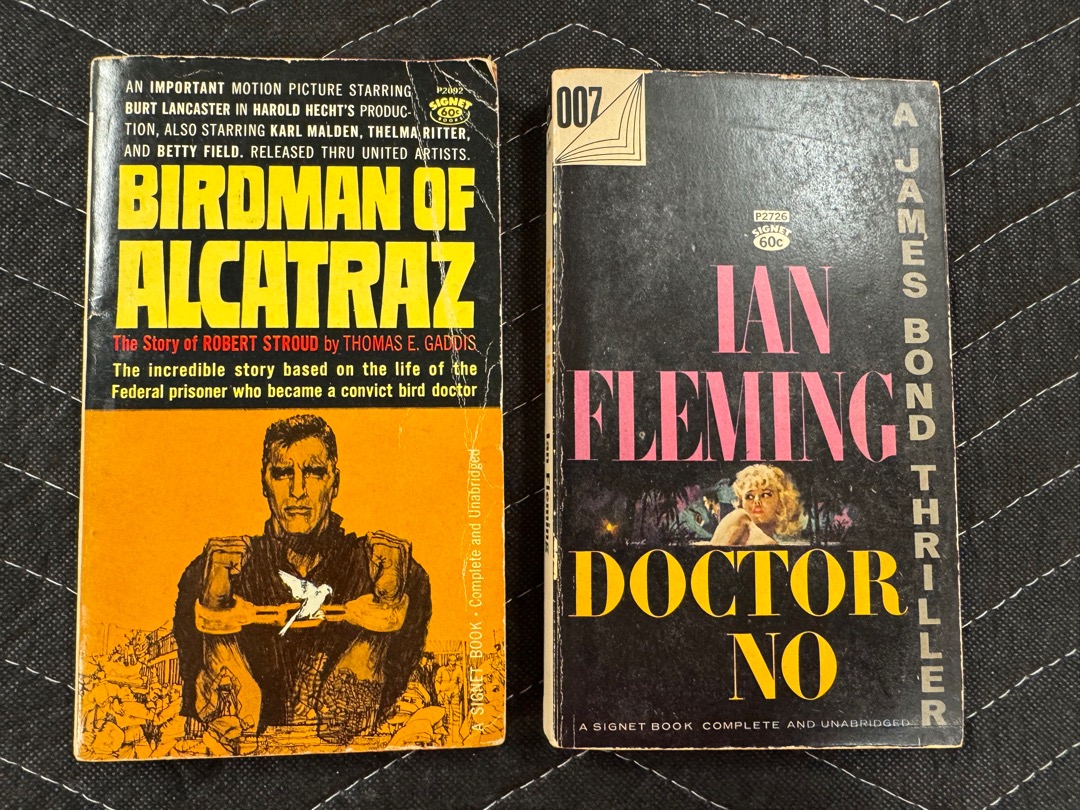 AN IMPORTANT MOTION PICTURE STARRING
BURT LANCASTER IN HAROLD HECHT'S PRODUC-
TION, ALSO STARRING KARL MALDEN, THELMA RITTER,
AND BETTY FIELD. RELEASED THRU UNITED ARTISTS.
P2092
SIGNET
60c
BOOKS
BIRDMAN OF
ALCATRAZ
The Story of ROBERT STROUD by THOMAS E. GADDIS
The incredible story based on the life of the
Federal prisoner who became a convict bird doctor
A SIGNET BOOK · Complete and Unabridged
007
A JAMES BOND THRILLER
P2726
SIGNET
60c
IAN
FLEMING
DOCTOR
NO
A SIGNET BOOK COMPLETE AND UNABRIDGED
Ian Fleming